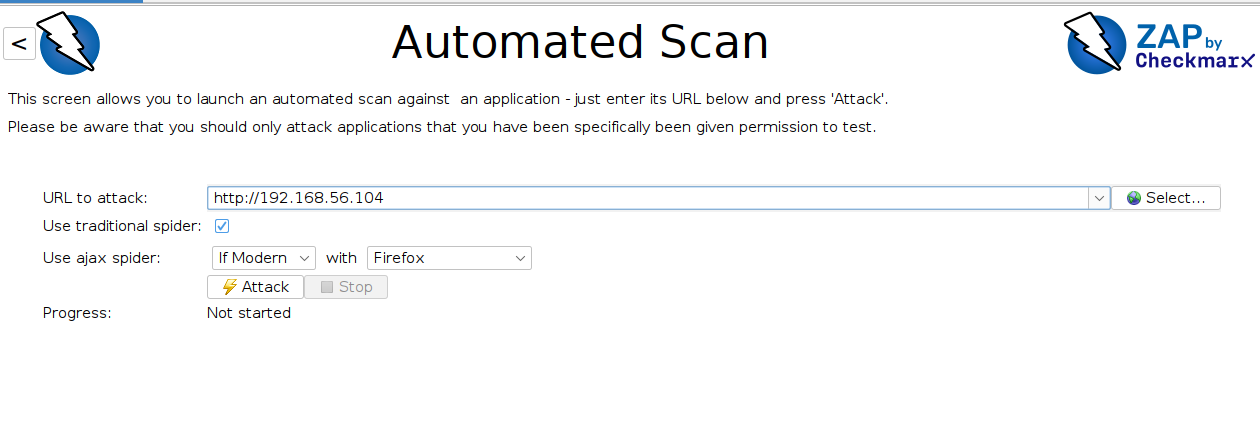 < Automated Scan ZAP by
Checkmarx
This screen allows you to launch an automated scan against  an application - just enter its URL below and press 'Attack'.
Please be aware that you should only attack applications that you have been specifically been given permission to test.
URL to attack: http://192.168.56.104 Select...
Use traditional spider:
Use ajax spider: If Modern with Firefox
Attack Stop
Progress: Not started